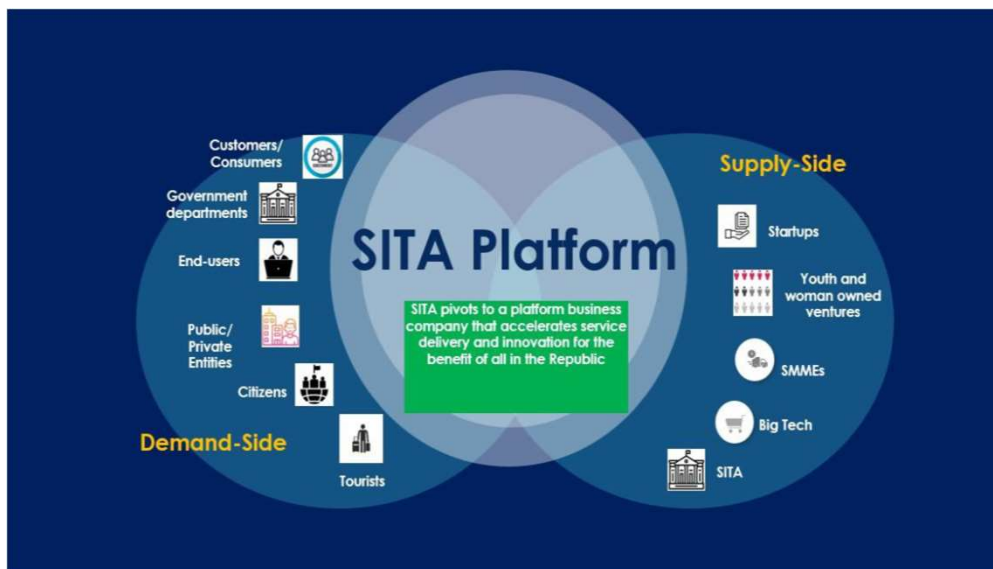 Customers/
Consumers
Government
departments
End-users
Public/
Private
Entities
Citizens
Demand-Side
Tourists
SITA Platform
SITA pivots to a platform business
company that accelerates service
delivery and innovation for the
benefit of all in the Republic
Supply-Side
Startups
Youth and
woman owned
ventures
SMMEs
Big Tech
SITA